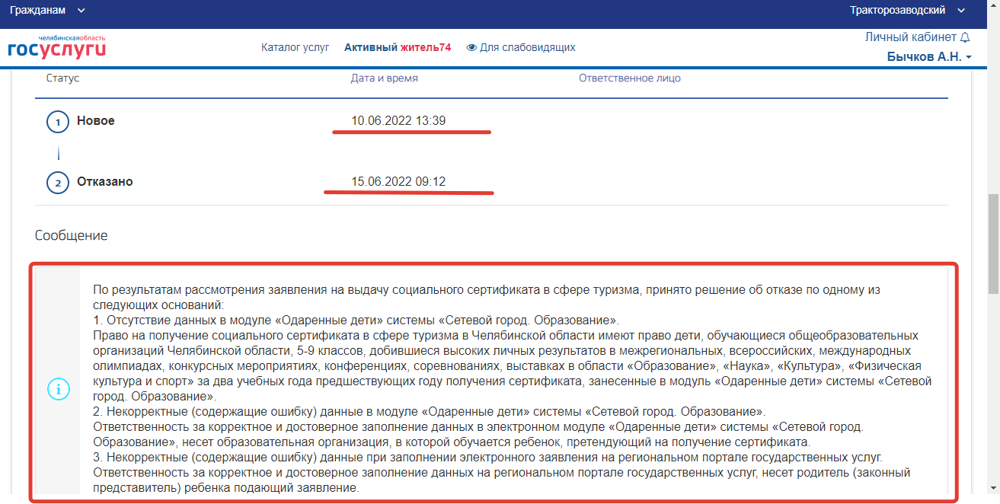 Гражданам
Тракторозаводский
челябинскаяобласть
госуслуги
Каталог услуг
Активный житель74
Для слабовидящих
Личный кабинет
Бычков А.Н.
Статус
Дата и время
Ответственное лицо
1 Новое
10.06.2022 13:39
2 Отказано
15.06.2022 09:12
Сообщение
По результатам рассмотрения заявления на выдачу социального сертификата в сфере туризма, принято решение об отказе по одному из
следующих оснований:
1. Отсутствие данных в модуле «Одаренные дети» системы «Сетевой город. Образование».
Право на получение социального сертификата в сфере туризма в Челябинской области имеют право дети, обучающиеся общеобразовательных
организаций Челябинской области, 5-9 классов, добившиеся высоких личных результатов в межрегиональных, всероссийских, международных
олимпиадах, конкурсных мероприятиях, конференциях, соревнованиях, выставках в области «Образование», «Наука», «Культура», «Физическая
культура и спорт» за два учебных года предшествующих году получения сертификата, занесенные в модуль «Одаренные дети» системы «Сетевой
город. Образование».
2. Некорректные (содержащие ошибку) данные в модуле «Одаренные дети» системы «Сетевой город. Образование».
Ответственность за корректное и достоверное заполнение данных в электронном модуле «Одаренные дети» системы «Сетевой город.
Образование», несет образовательная организация, в которой обучается ребенок, претендующий на получение сертификата.
3. Некорректные (содержащие ошибку) данные при заполнении электронного заявления на региональном портале государственных услуг.
Ответственность за корректное и достоверное заполнение данных на региональном портале государственных услуг, несет родитель (законный
представитель) ребенка подающий заявление.